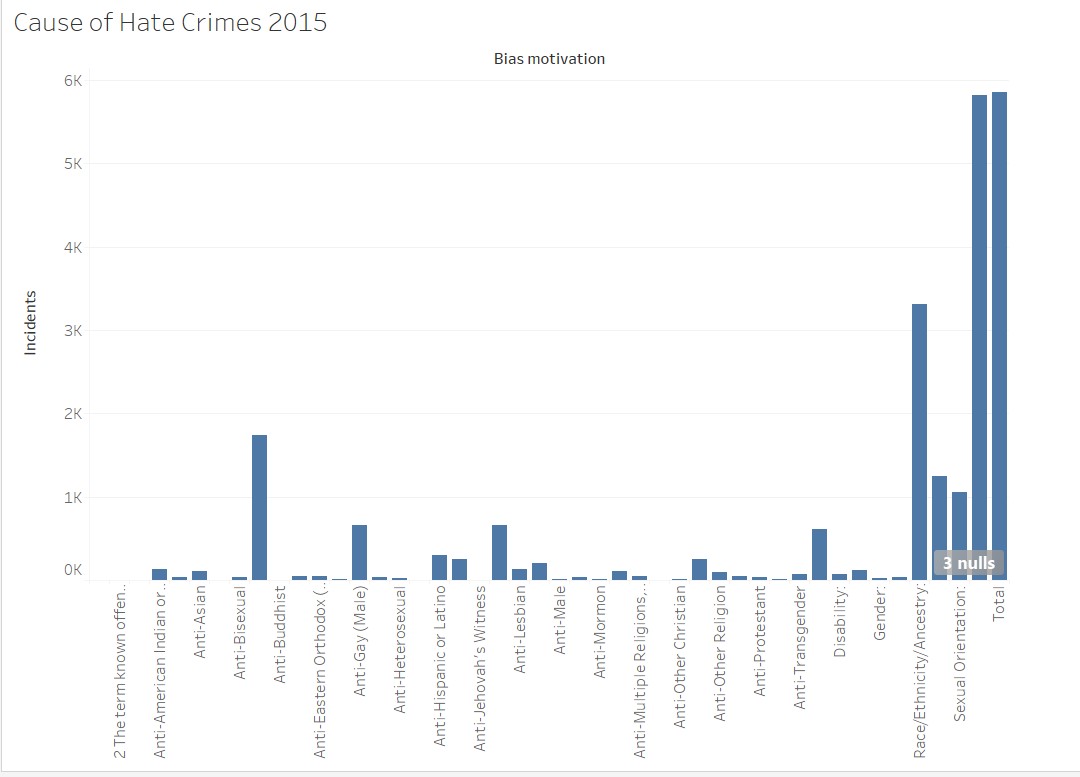 Cause of Hate Crimes 2015
Bias motivation
6K
5K
4K
3K
2K
1K
0K
Incidents
3 nulls
2 The term known offen..
Anti-American Indian or..
Anti-Asian
Anti-Bisexual
Anti-Buddhist
Anti-Eastern Orthodox (..
Anti-Gay (Male)
Anti-Heterosexual
Anti-Hispanic or Latino
Anti-Jehovah's Witness
Anti-Lesbian
Anti-Male
Anti-Mormon
Anti-Multiple Religions,..
Anti-Other Christian
Anti-Other Religion
Anti-Protestant
Anti-Transgender
Disability:
Gender:
Race/Ethnicity/Ancestry:
Sexual Orientation:
Total